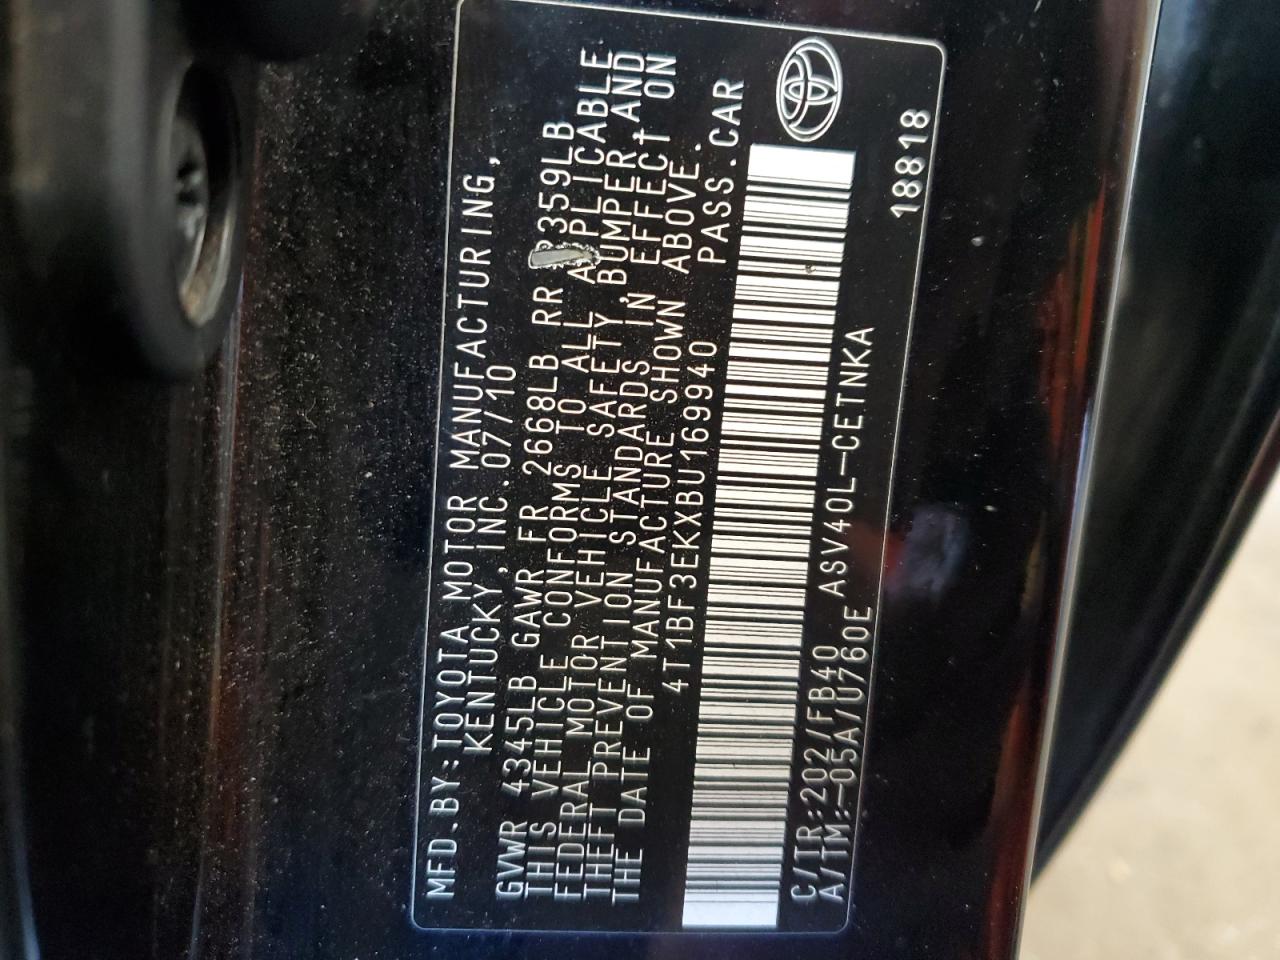 MFD.BY:TOYOTA MOTOR MANUFACTURING,
KENTUCKY,INC.07/10
GVWR 4345LB GAWR FR 2668LB RR 2359LB
THIS VEHICLE CONFORMS TO ALL APPLICABLE
FEDERAL MOTOR VEHICLE SAFETY,BUMPER,AND
THEFT PREVENTION STANDARDS IN EFFECT ON
THE DATE OF MANUFACTURE SHOWN ABOVE.
4T1BF3EKXBU169940 PASS.CAR
C/TR:202/FB40 ASV40L-CETNKA
A/TM:-05A/U760E
18818